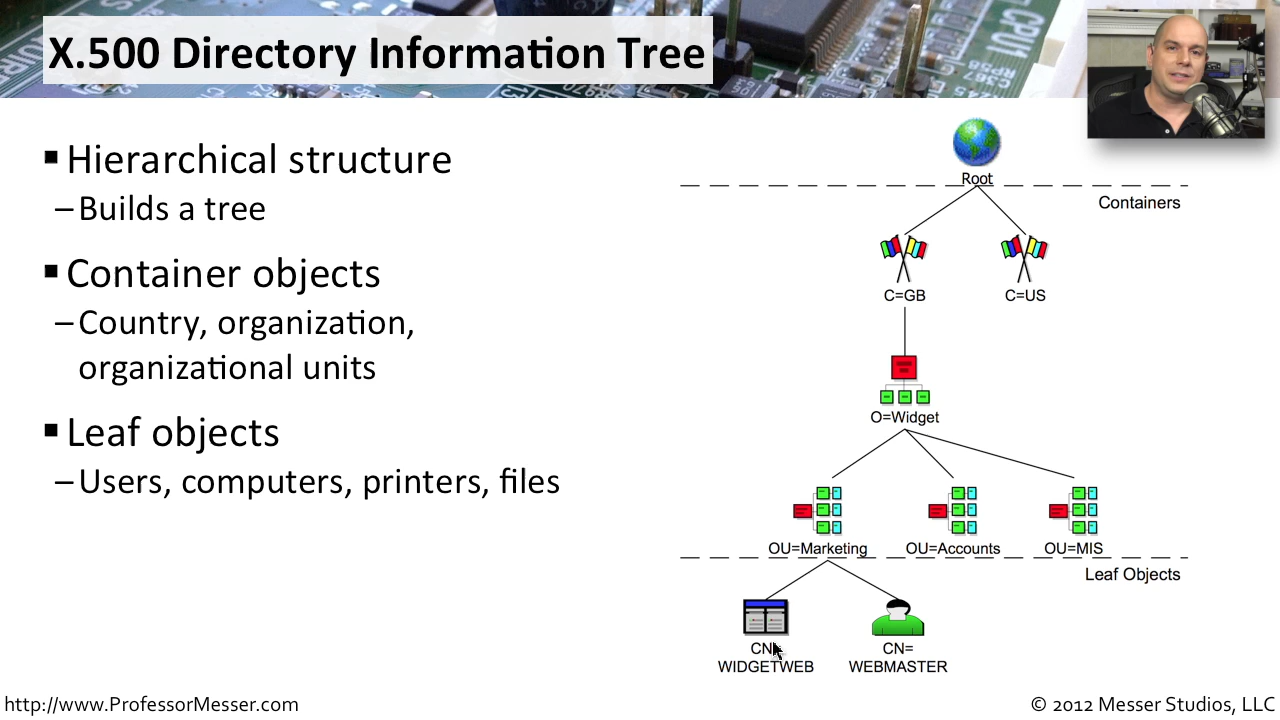 X.500 Directory Information Tree
▪ Hierarchical structure
– Builds a tree
▪ Container objects
– Country, organization,
organizational units
▪ Leaf objects
– Users, computers, printers, files
Root
Containers
C=GB
C=US
O=Widget
OU=Marketing
OU=Accounts
OU=MIS
Leaf Objects
CN=
WIDGETWEB
CN=
WEBMASTER
http://www.ProfessorMesser.com
© 2012 Messer Studios, LLC